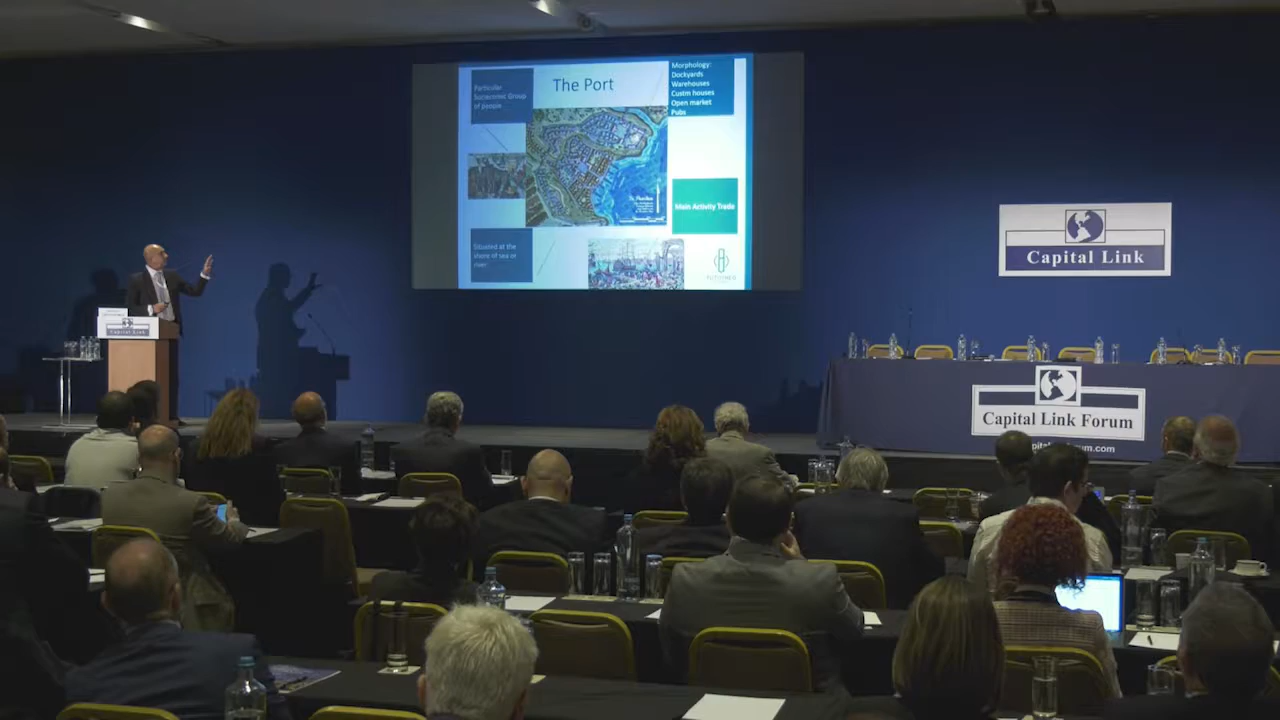 The Port
Particular
Socieconomic Group
of people
Morphology:
Dockyards
Warehouses
Custm houses
Open market
Pubs
Main Activity Trade
Situated at the
shore of sea or
river
Capital Link
Capital Link
Capital Link Forum